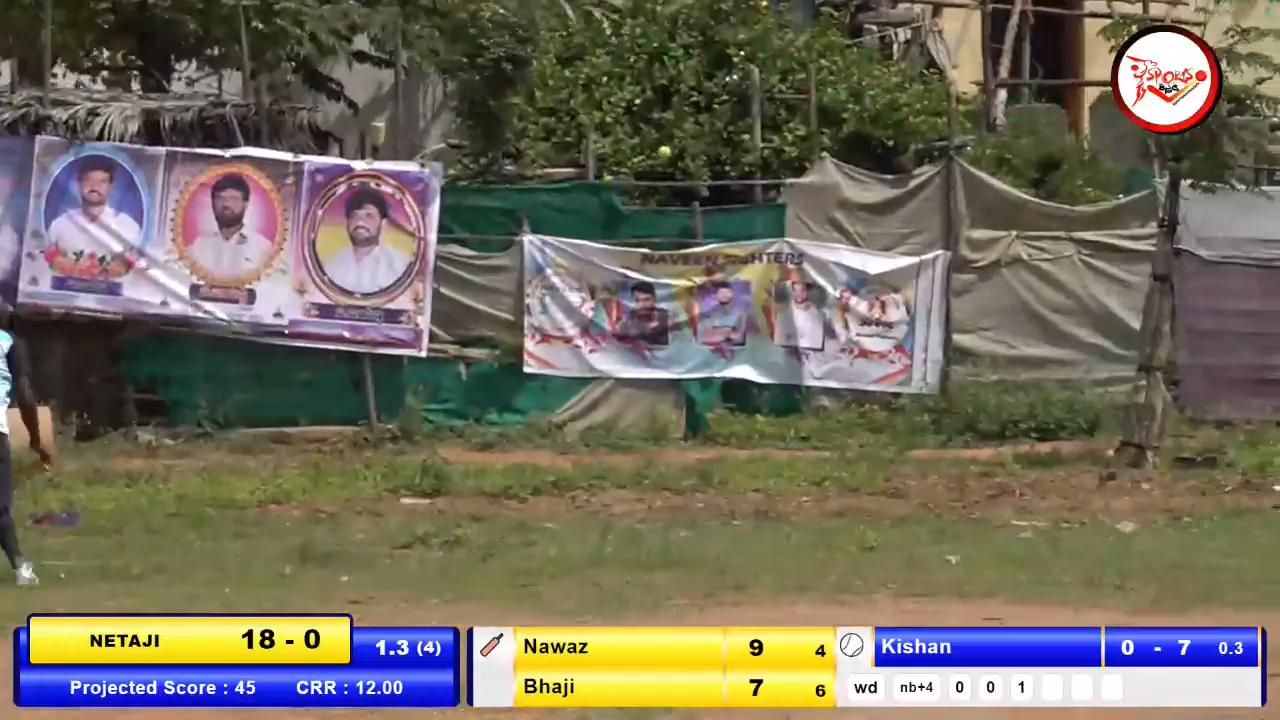 SPORTS
NAVEEN FIGHTERS
NETAJI 18 - 0 1.3 (4)
Projected Score : 45 CRR : 12.00
Nawaz 9 4
Bhaji 7 6
Kishan 0 - 7 0.3
wd nb+4 0 0 1